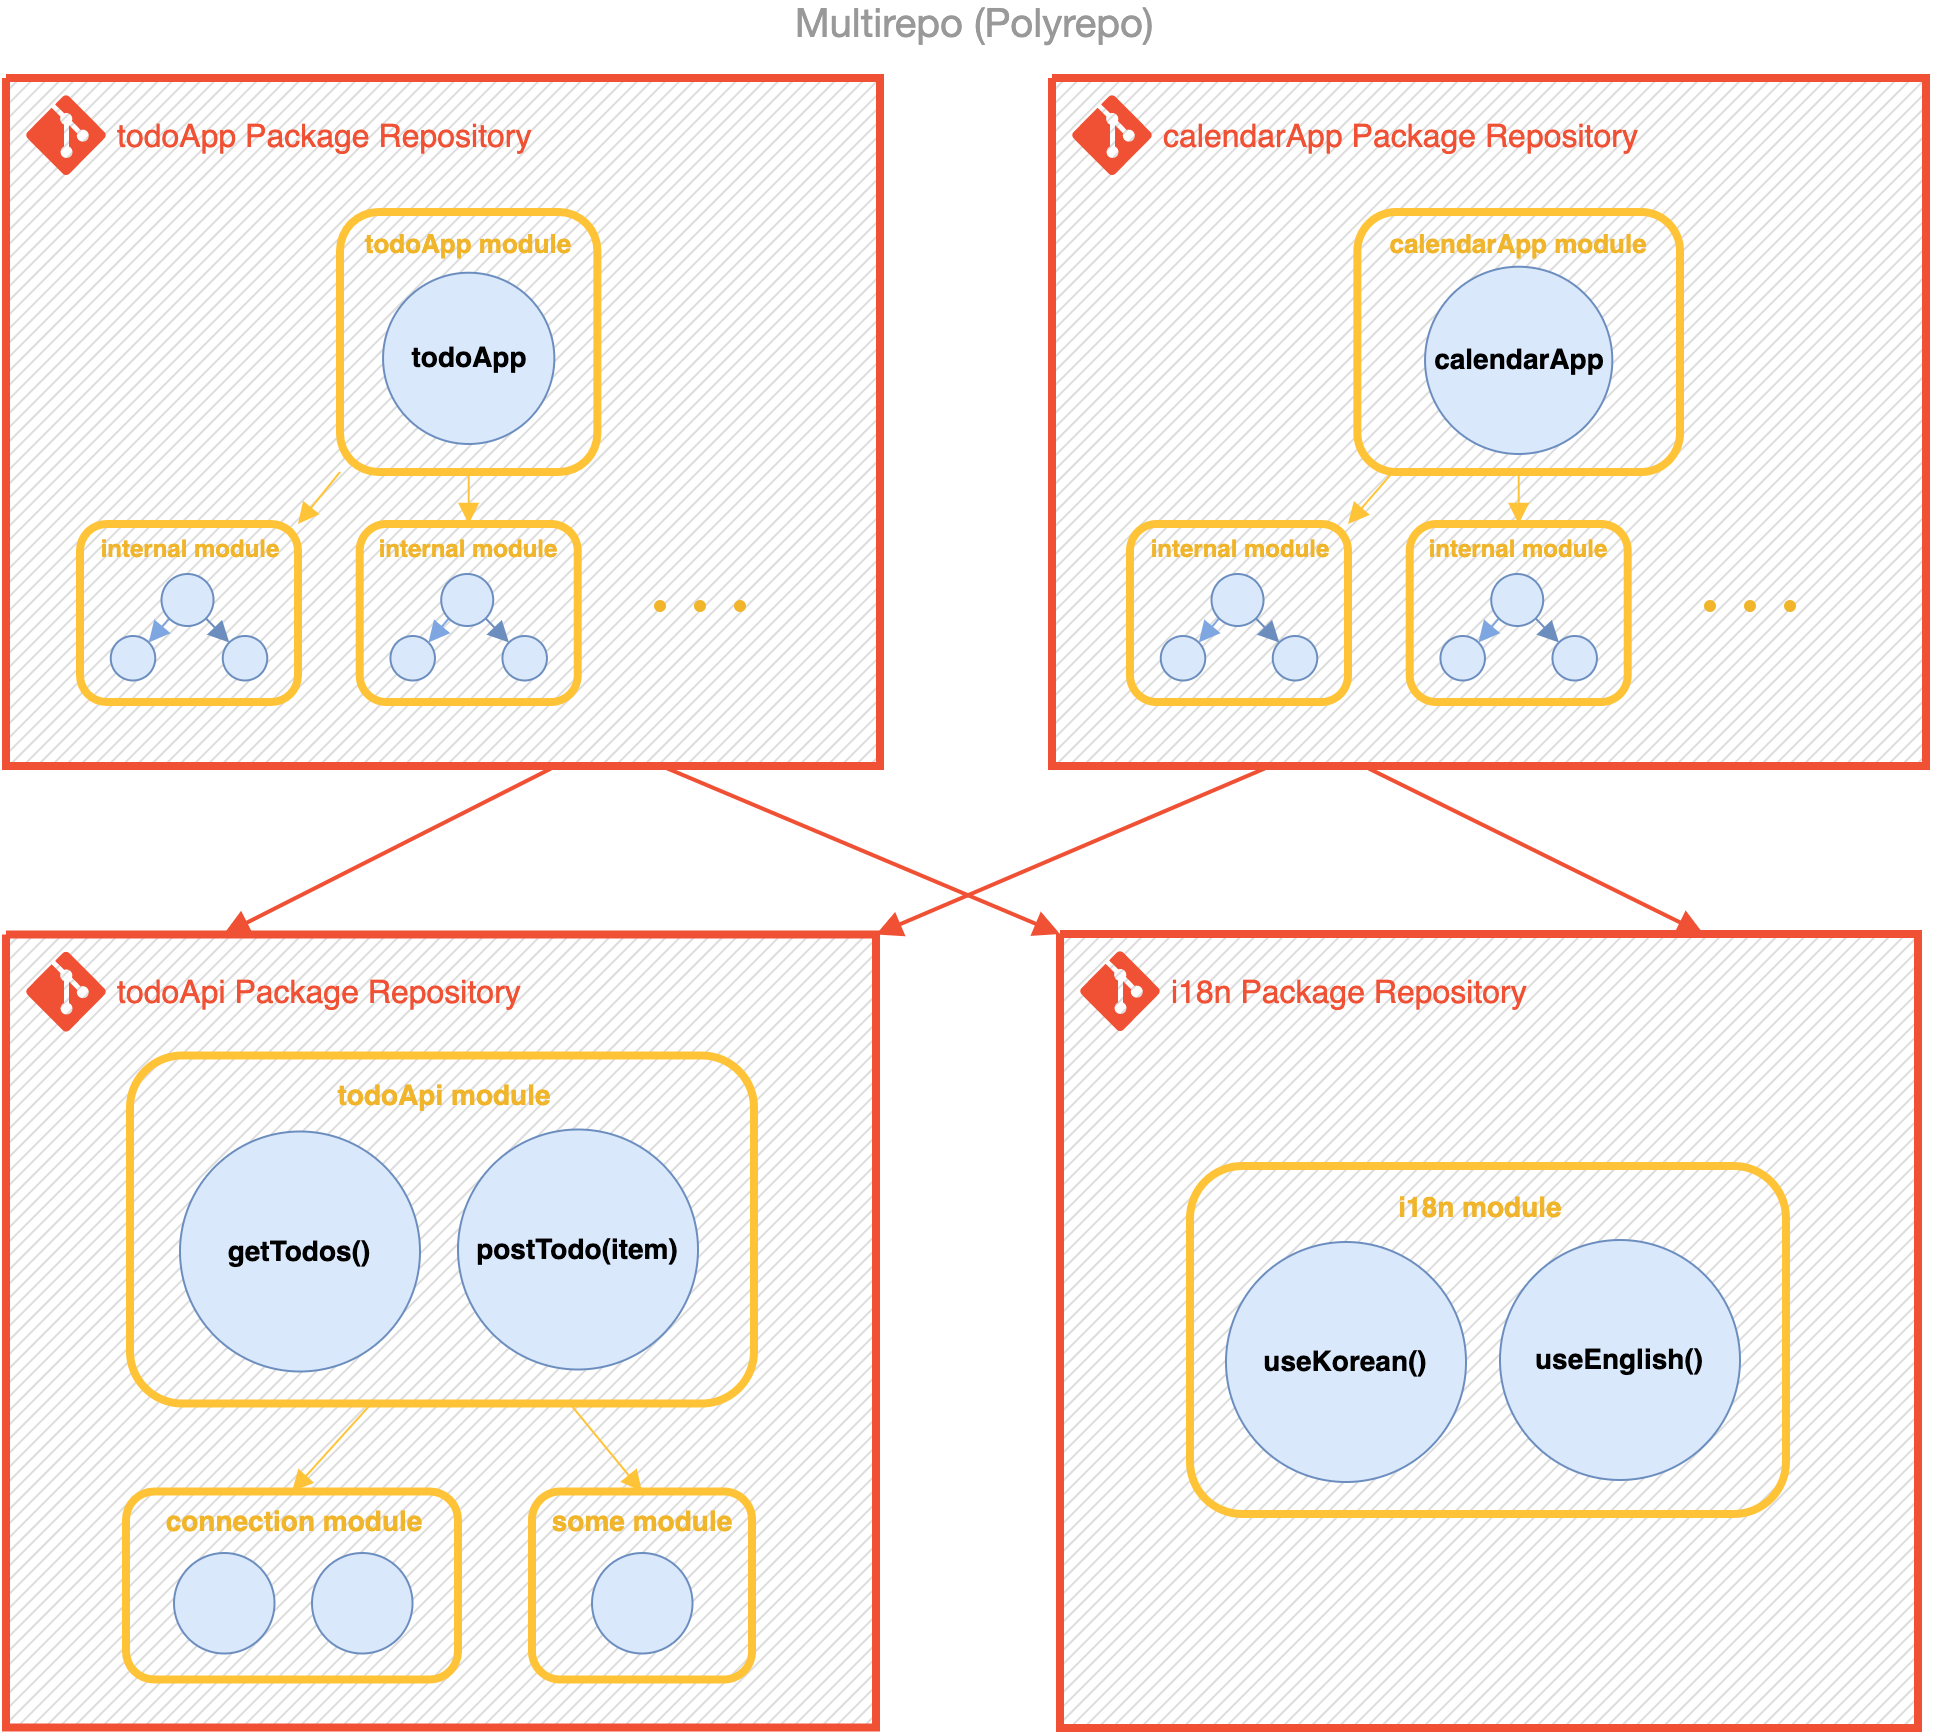 Multirepo (Polyrepo)
todoApp Package Repository
todoApp module
todoApp
internal module
internal module
calendarApp Package Repository
calendarApp module
calendarApp
internal module
internal module
todoApi Package Repository
todoApi module
getTodos()
postTodo(item)
connection module
some module
i18n Package Repository
i18n module
useKorean()
useEnglish()